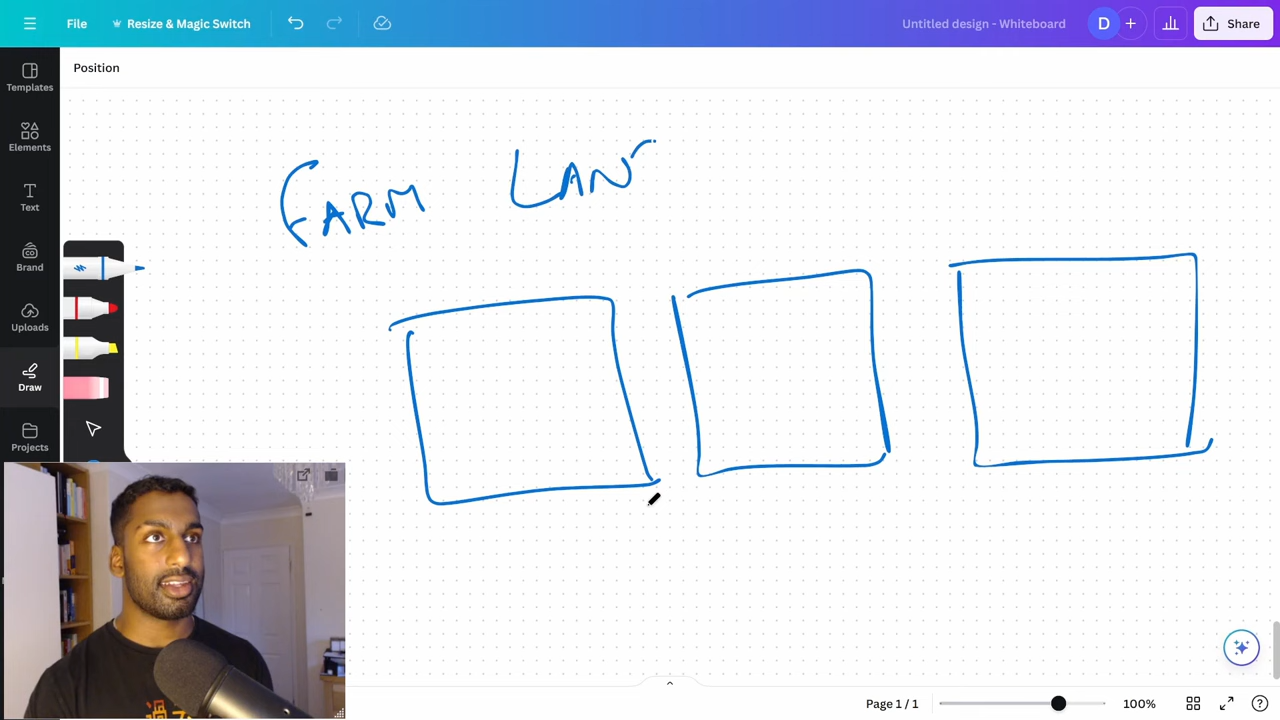 File
Resize & Magic Switch
Untitled design - Whiteboard
D
+
Share
Position
Templates
Elements
Text
Brand
Uploads
Draw
Projects
FARM LAN
Page 1 / 1
100%